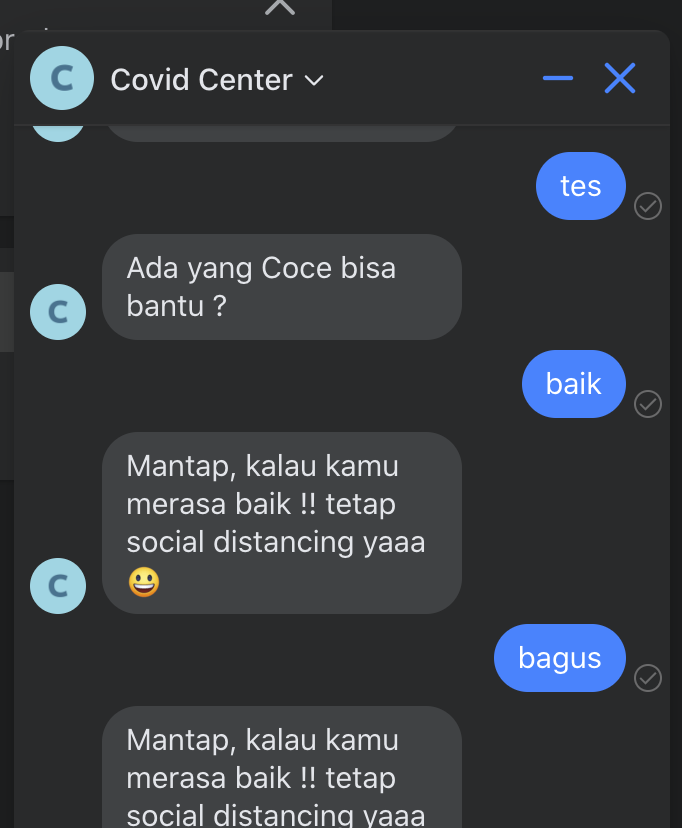 C Covid Center
tes
Ada yang Coce bisa
bantu ?
C
baik
Mantap, kalau kamu
merasa baik !! tetap
social distancing yaaa
😃
C
bagus
Mantap, kalau kamu
merasa baik !! tetap
social distancing yaaa